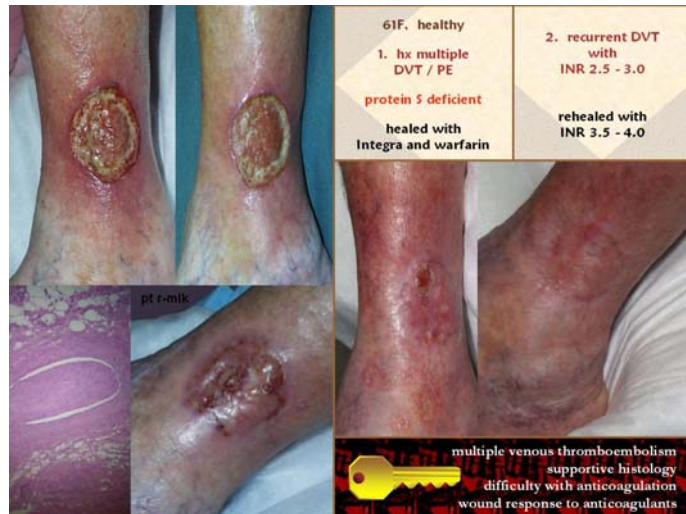 61F, healthy
1. hx multiple
DVT / PE
protein S deficient
healed with
Integra and warfarin
2. recurrent DVT
with
INR 2.5 - 3.0
rehealed with
INR 3.5 - 4.0
pt r-mlk
multiple venous thromboembolism
supportive histology
difficulty with anticoagulation
wound response to anticoagulants